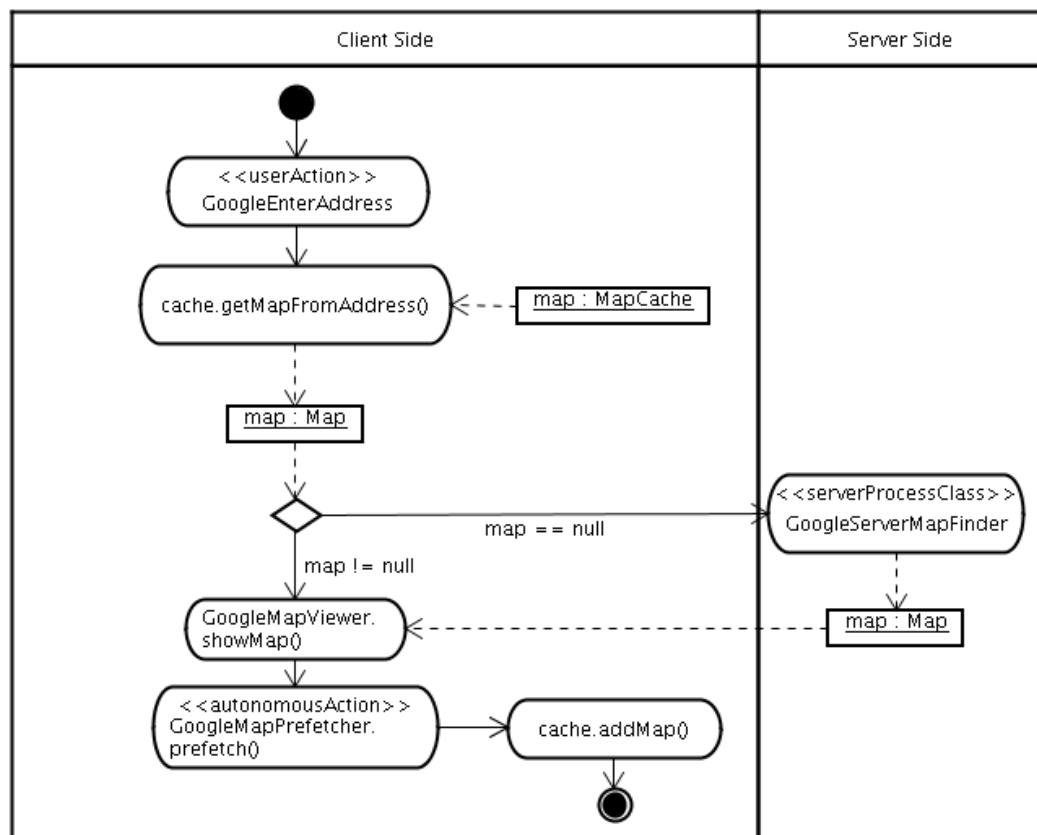 Client Side
Server Side
<<userAction>>
GoogleEnterAddress
cache.getMapFromAddress()
map : MapCache
map : Map
<<serverProcessClass>>
GoogleServerMapFinder
map == null
map != null
GoogleMapViewer.
showMap()
map : Map
<<autonomousAction>>
GoogleMapPrefetcher.
prefetch()
cache.addMap()